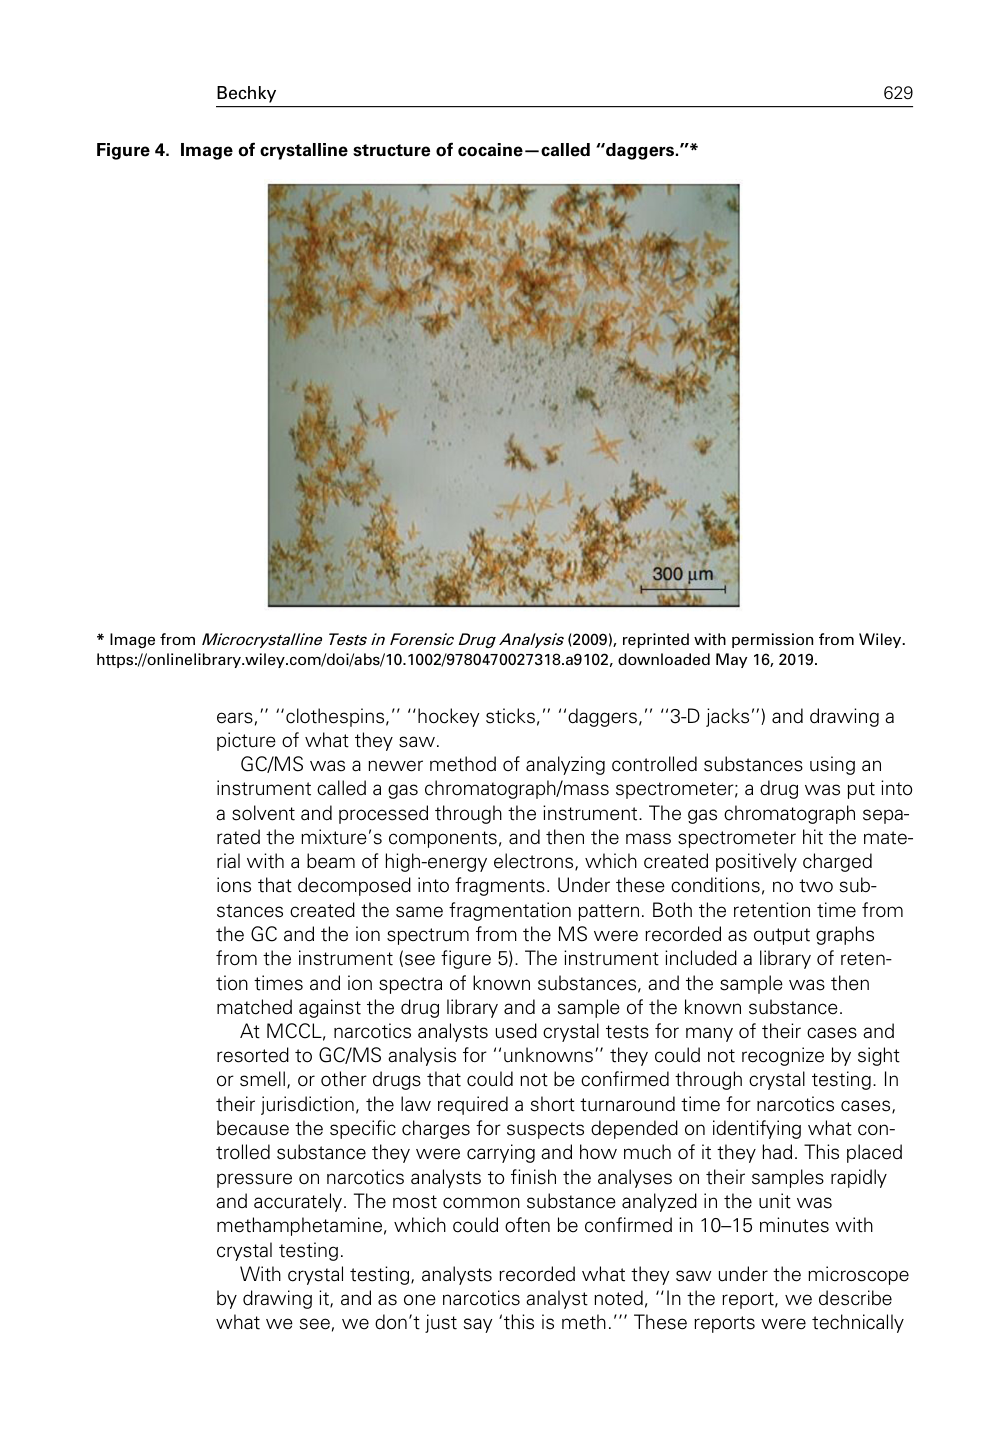 Bechky 629
Figure 4. Image of crystalline structure of cocaine—called ‘‘daggers.’’*
300 μm
* Image from Microcrystalline Tests in Forensic Drug Analysis (2009), reprinted with permission from Wiley.
https://onlinelibrary.wiley.com/doi/abs/10.1002/9780470027318.a9102, downloaded May 16, 2019.
ears,’’ ‘‘clothespins,’’ ‘‘hockey sticks,’’ ‘‘daggers,’’ ‘‘3-D jacks’’) and drawing a
picture of what they saw.
GC/MS was a newer method of analyzing controlled substances using an
instrument called a gas chromatograph/mass spectrometer; a drug was put into
a solvent and processed through the instrument. The gas chromatograph sepa-
rated the mixture’s components, and then the mass spectrometer hit the mate-
rial with a beam of high-energy electrons, which created positively charged
ions that decomposed into fragments. Under these conditions, no two sub-
stances created the same fragmentation pattern. Both the retention time from
the GC and the ion spectrum from the MS were recorded as output graphs
from the instrument (see figure 5). The instrument included a library of reten-
tion times and ion spectra of known substances, and the sample was then
matched against the drug library and a sample of the known substance.
At MCCL, narcotics analysts used crystal tests for many of their cases and
resorted to GC/MS analysis for ‘‘unknowns’’ they could not recognize by sight
or smell, or other drugs that could not be confirmed through crystal testing. In
their jurisdiction, the law required a short turnaround time for narcotics cases,
because the specific charges for suspects depended on identifying what con-
trolled substance they were carrying and how much of it they had. This placed
pressure on narcotics analysts to finish the analyses on their samples rapidly
and accurately. The most common substance analyzed in the unit was
methamphetamine, which could often be confirmed in 10–15 minutes with
crystal testing.
With crystal testing, analysts recorded what they saw under the microscope
by drawing it, and as one narcotics analyst noted, ‘‘In the report, we describe
what we see, we don’t just say ‘this is meth.’’’ These reports were technically